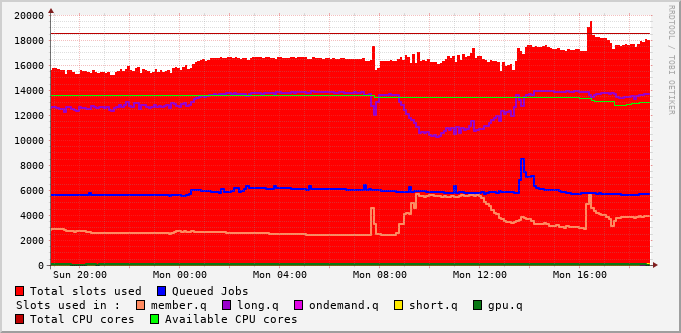 20000
18000
16000
14000
12000
10000
8000
6000
4000
2000
0
Sun 20:00 Mon 00:00 Mon 04:00 Mon 08:00 Mon 12:00 Mon 16:00
RRDTOOL / TOBI OETIKER
Total slots used Queued Jobs
Slots used in : member.q long.q ondemand.q short.q gpu.q
Total CPU cores Available CPU cores